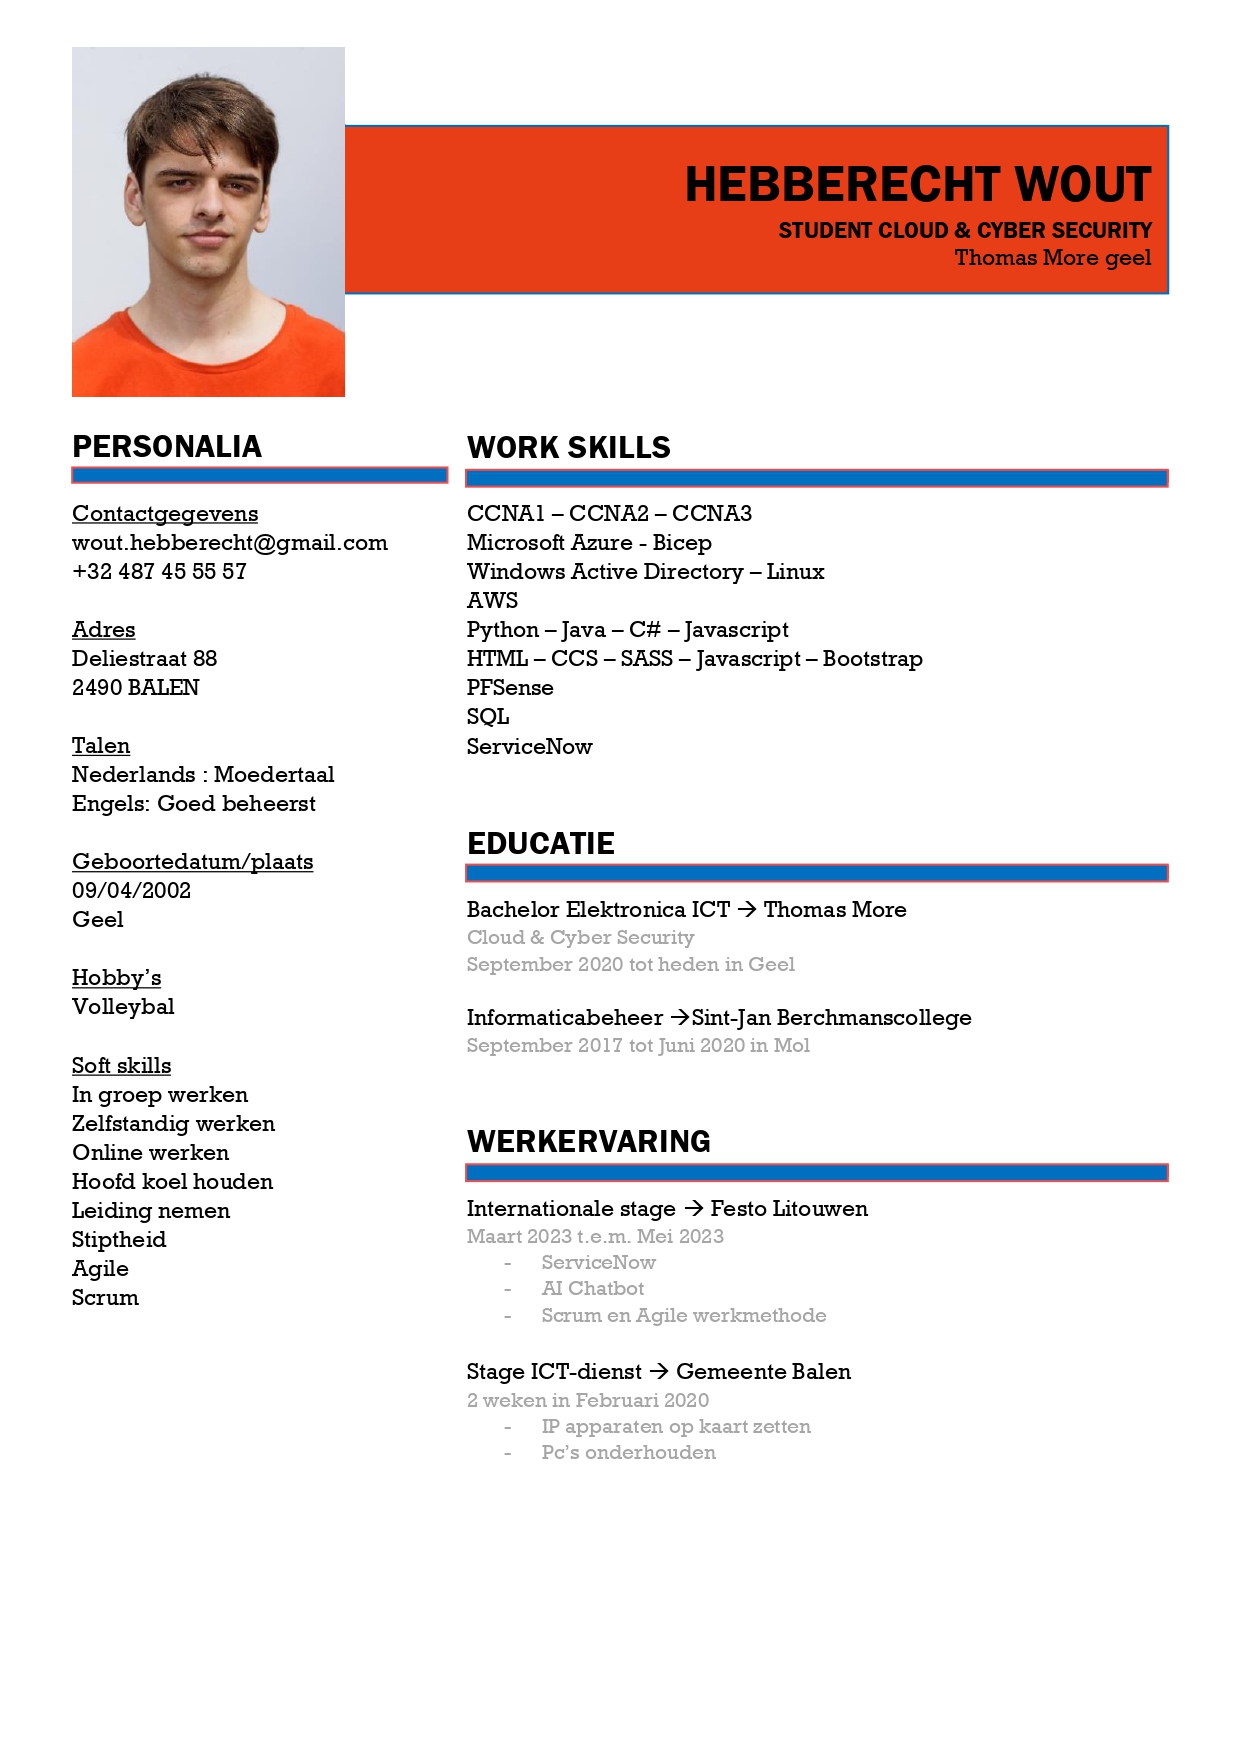 HEBBERECHT WOUT
STUDENT CLOUD & CYBER SECURITY
Thomas More geel
PERSONALIA
Contactgegevens
wout.hebberecht@gmail.com
+32 487 45 55 57
Adres
Deliestraat 88
2490 BALEN
Talen
Nederlands : Moedertaal
Engels: Goed beheerst
Geboortedatum/plaats
09/04/2002
Geel
Hobby’s
Volleybal
Soft skills
In groep werken
Zelfstandig werken
Online werken
Hoofd koel houden
Leiding nemen
Stiptheid
Agile
Scrum
WORK SKILLS
CCNA1 – CCNA2 – CCNA3
Microsoft Azure - Bicep
Windows Active Directory – Linux
AWS
Python – Java – C# – Javascript
HTML – CCS – SASS – Javascript – Bootstrap
PFSense
SQL
ServiceNow
EDUCATIE
Bachelor Elektronica ICT → Thomas More
Cloud & Cyber Security
September 2020 tot heden in Geel
Informaticabeheer →Sint-Jan Berchmanscollege
September 2017 tot Juni 2020 in Mol
WERKERVARING
Internationale stage → Festo Litouwen
Maart 2023 t.e.m. Mei 2023
- ServiceNow
- AI Chatbot
- Scrum en Agile werkmethode
Stage ICT-dienst → Gemeente Balen
2 weken in Februari 2020
- IP apparaten op kaart zetten
- Pc’s onderhouden